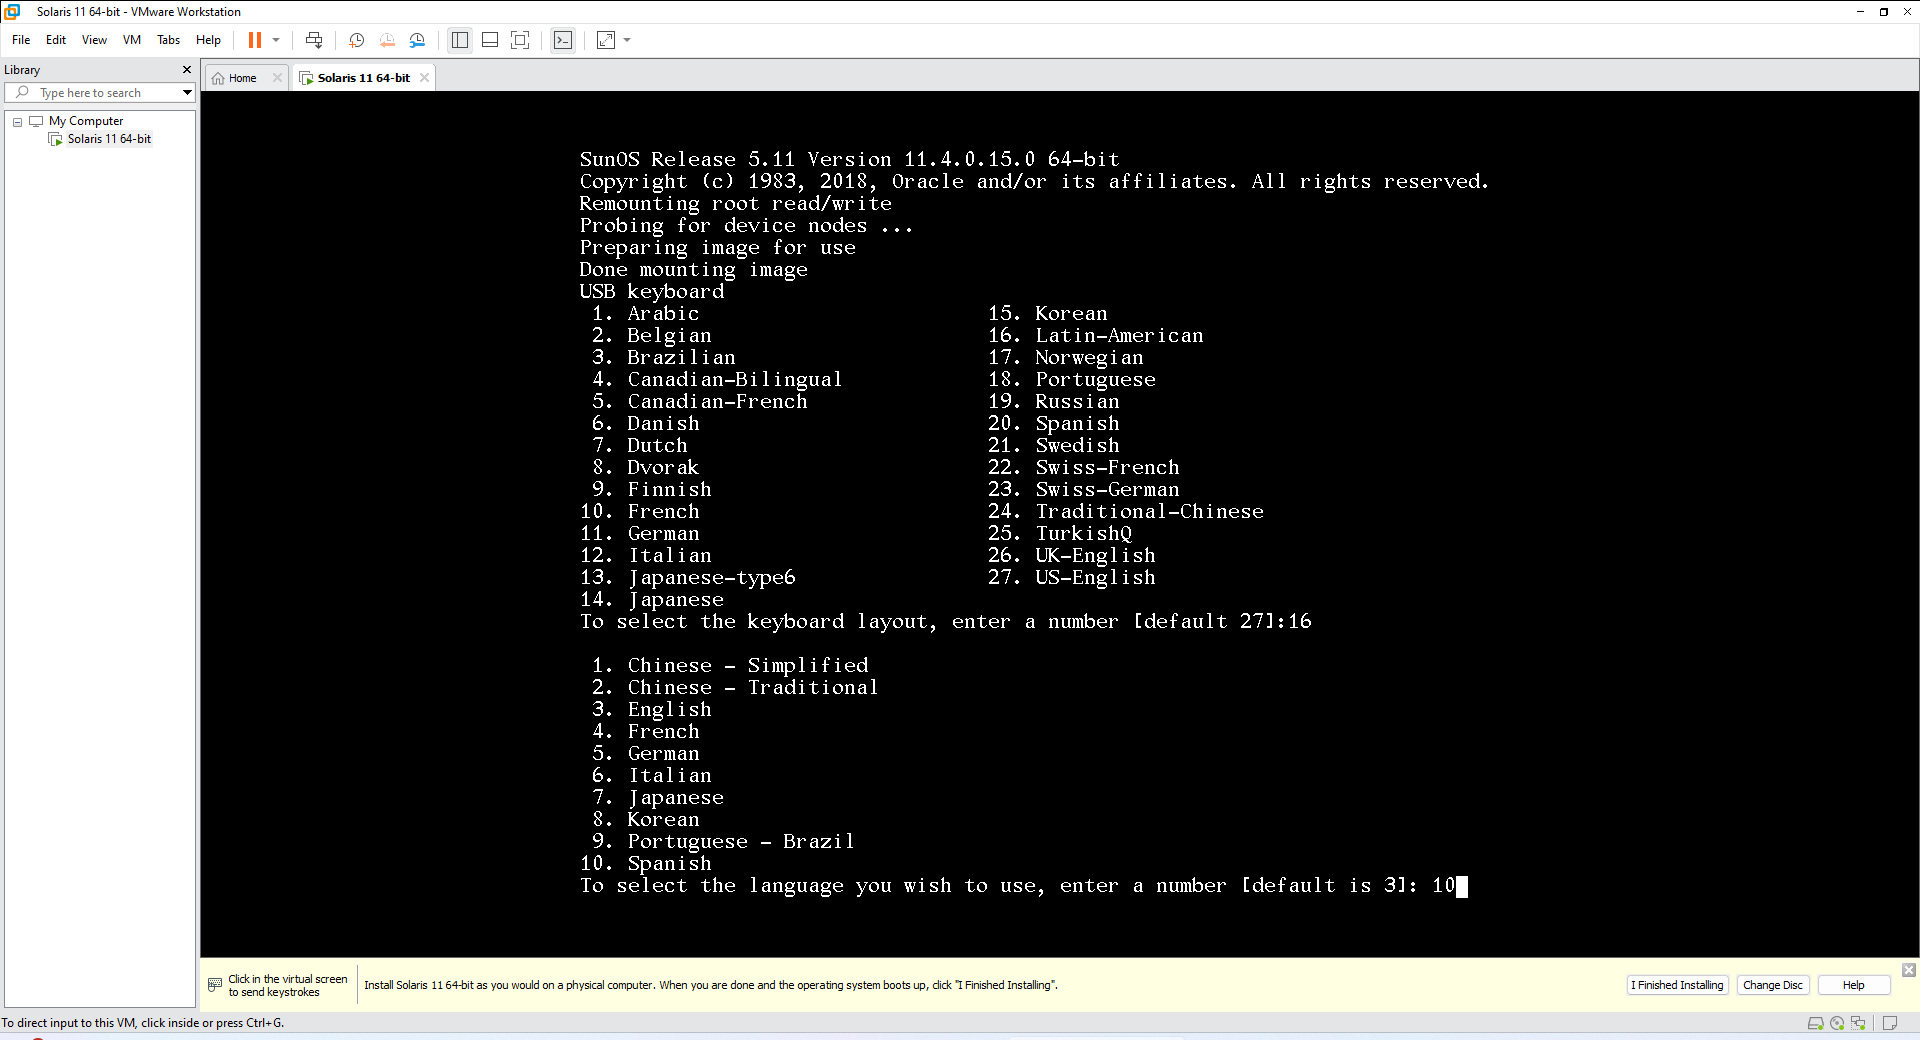 Solaris 11 64-bit - VMware Workstation
File Edit View VM Tabs Help
Library
Type here to search
My Computer
Solaris 11 64-bit
Home
Solaris 11 64-bit
SunOS Release 5.11 Version 11.4.0.15.0 64-bit
Copyright (c) 1983, 2018, Oracle and/or its affiliates. All rights reserved.
Remounting root read/write
Probing for device nodes ...
Preparing image for use
Done mounting image
USB keyboard
1. Arabic 15. Korean
2. Belgian 16. Latin-American
3. Brazilian 17. Norwegian
4. Canadian-Bilingual 18. Portuguese
5. Canadian-French 19. Russian
6. Danish 20. Spanish
7. Dutch 21. Swedish
8. Dvorak 22. Swiss-French
9. Finnish 23. Swiss-German
10. French 24. Traditional-Chinese
11. German 25. TurkishQ
12. Italian 26. UK-English
13. Japanese-type6 27. US-English
14. Japanese
To select the keyboard layout, enter a number [default 27]:16
1. Chinese - Simplified
2. Chinese - Traditional
3. English
4. French
5. German
6. Italian
7. Japanese
8. Korean
9. Portuguese - Brazil
10. Spanish
To select the language you wish to use, enter a number [default is 3]: 10
Click in the virtual screen
to send keystrokes
Install Solaris 11 64-bit as you would on a physical computer. When you are done and the operating system boots up, click "I Finished Installing".
I Finished Installing Change Disc Help
To direct input to this VM, click inside or press Ctrl+G.